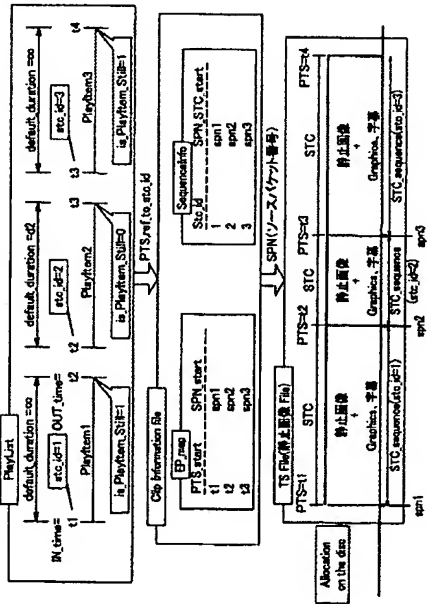 PlayList
default_duration =∞
stc_id=1
IN_time=
OUT_time=
t1
t2
PlayItem1
is_PlayItem_Still=1
default_duration =d2
stc_id=2
t2
t3
PlayItem2
is_PlayItem_Still=0
default_duration =∞
stc_id=3
t3
t4
PlayItem3
is_PlayItem_Still=1
PTS,ref_to_stc_id
Clip Information file
EP_map
PTS_start
SPN_start
t1
spn1
t2
spn2
t3
spn3
SequenceInfo
Stc_id
SPN_STC_start
1
spn1
2
spn2
3
spn3
SPN(ソースパケット番号)
TS File(静止画像 File)
PTS=t1
PTS=t2
PTS=t3
PTS=t4
STC
STC
STC
静止画像
+
Graphics, 字幕
静止画像
+
Graphics, 字幕
静止画像
+
Graphics, 字幕
STC_sequence(stc_id=1)
STC_sequence
(stc_id=2)
STC_sequence(stc_id=3)
spn1
spn2
spn3
Allocation
on the disc